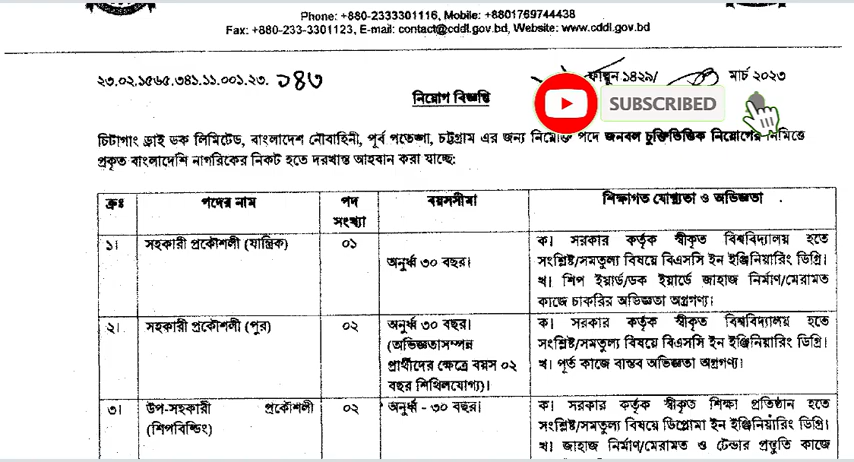 Phone: +880-2333301116, Mobile: +8801769744438
Fax: +880-233-3301123, E-mail: contact@cddl.gov.bd, Website: www.cddl.gov.bd
২৩.০২.১৫৬৫.৩৪১.১১.০০১.২৩.১৪৩
ফাল্গুন ১৪২৯/ মার্চ ২০২৩
নিয়োগ বিজ্ঞপ্তি
SUBSCRIBED
চিটাগাং ড্রাই ডক লিমিটেড, বাংলাদেশ নৌবাহিনী, পূর্ব পতেঙ্গা, চট্টগ্রাম এর জন্য নিম্নোক্ত পদে জনবল চুক্তিভিত্তিক নিয়োগের নিমিত্তে
প্রকৃত বাংলাদেশি নাগরিকের নিকট হতে দরখাস্ত আহবান করা যাচ্ছে:
ক্রঃ পদের নাম পদ সংখ্যা বয়সসীমা শিক্ষাগত যোগ্যতা ও অভিজ্ঞতা
১। সহকারী প্রকৌশলী (যান্ত্রিক) ০১ অনুর্ধ্ব ৩০ বছর।
ক। সরকার কর্তৃক স্বীকৃত বিশ্ববিদ্যালয় হতে
সংশ্লিষ্ট/সমতুল্য বিষয়ে বিএসসি ইন ইঞ্জিনিয়ারিং ডিগ্রি।
খ। শিপ ইয়ার্ড/ডক ইয়ার্ডে জাহাজ নির্মাণ/মেরামত
কাজে চাকরির অভিজ্ঞতা অগ্রগণ্য।
২। সহকারী প্রকৌশলী (পুর) ০২ অনুর্ধ্ব ৩০ বছর।
(অভিজ্ঞতাসম্পন্ন
প্রার্থীদের ক্ষেত্রে বয়স ০২
বছর শিথিলযোগ্য)।
ক। সরকার কর্তৃক স্বীকৃত বিশ্ববিদ্যালয় হতে
সংশ্লিষ্ট/সমতুল্য বিষয়ে বিএসসি ইন ইঞ্জিনিয়ারিং ডিগ্রি।
খ। পূর্ত কাজে বাস্তব অভিজ্ঞতা অগ্রগণ্য।
৩। উপ-সহকারী প্রকৌশলী
(শিপবিল্ডিং)
০২ অনুর্ধ্ব - ৩০ বছর।
ক। সরকার কর্তৃক স্বীকৃত শিক্ষা প্রতিষ্ঠান হতে
সংশ্লিষ্ট/সমতুল্য বিষয়ে ডিপ্লোমা ইন ইঞ্জিনিয়ারিং ডিগ্রি।
খ। জাহাজ নির্মাণ/মেরামত ও টেন্ডার প্রস্তুতি কাজে